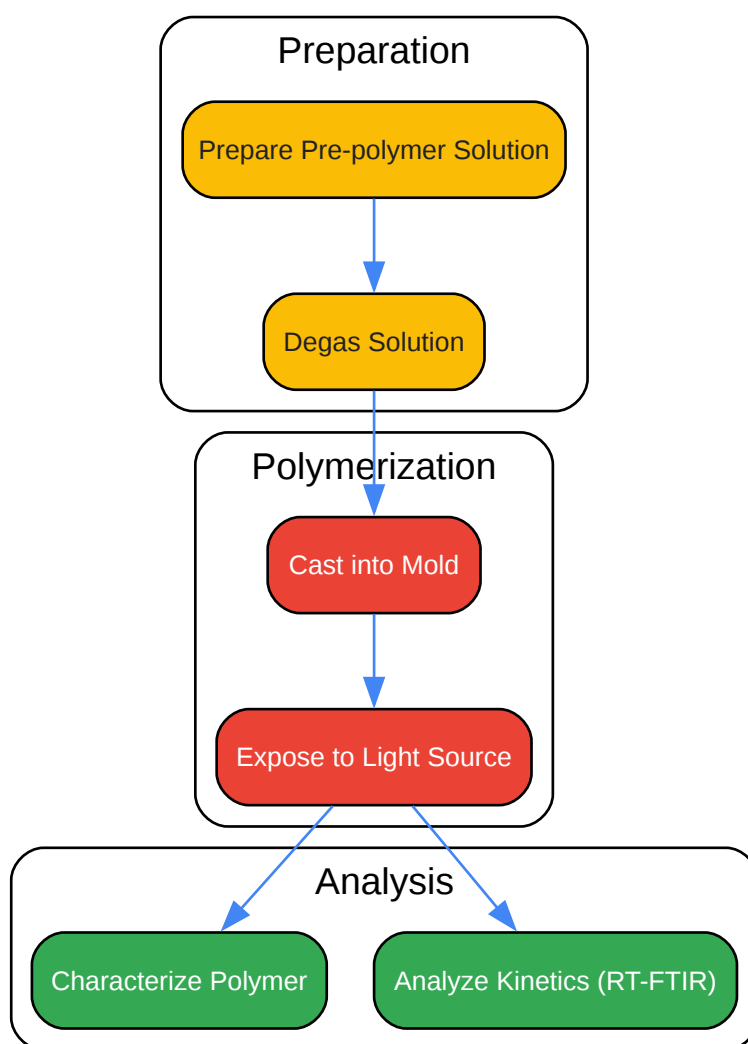 Preparation
Prepare Pre-polymer Solution
Degas Solution
Polymerization
Cast into Mold
Expose to Light Source
Analysis
Characterize Polymer
Analyze Kinetics (RT-FTIR)